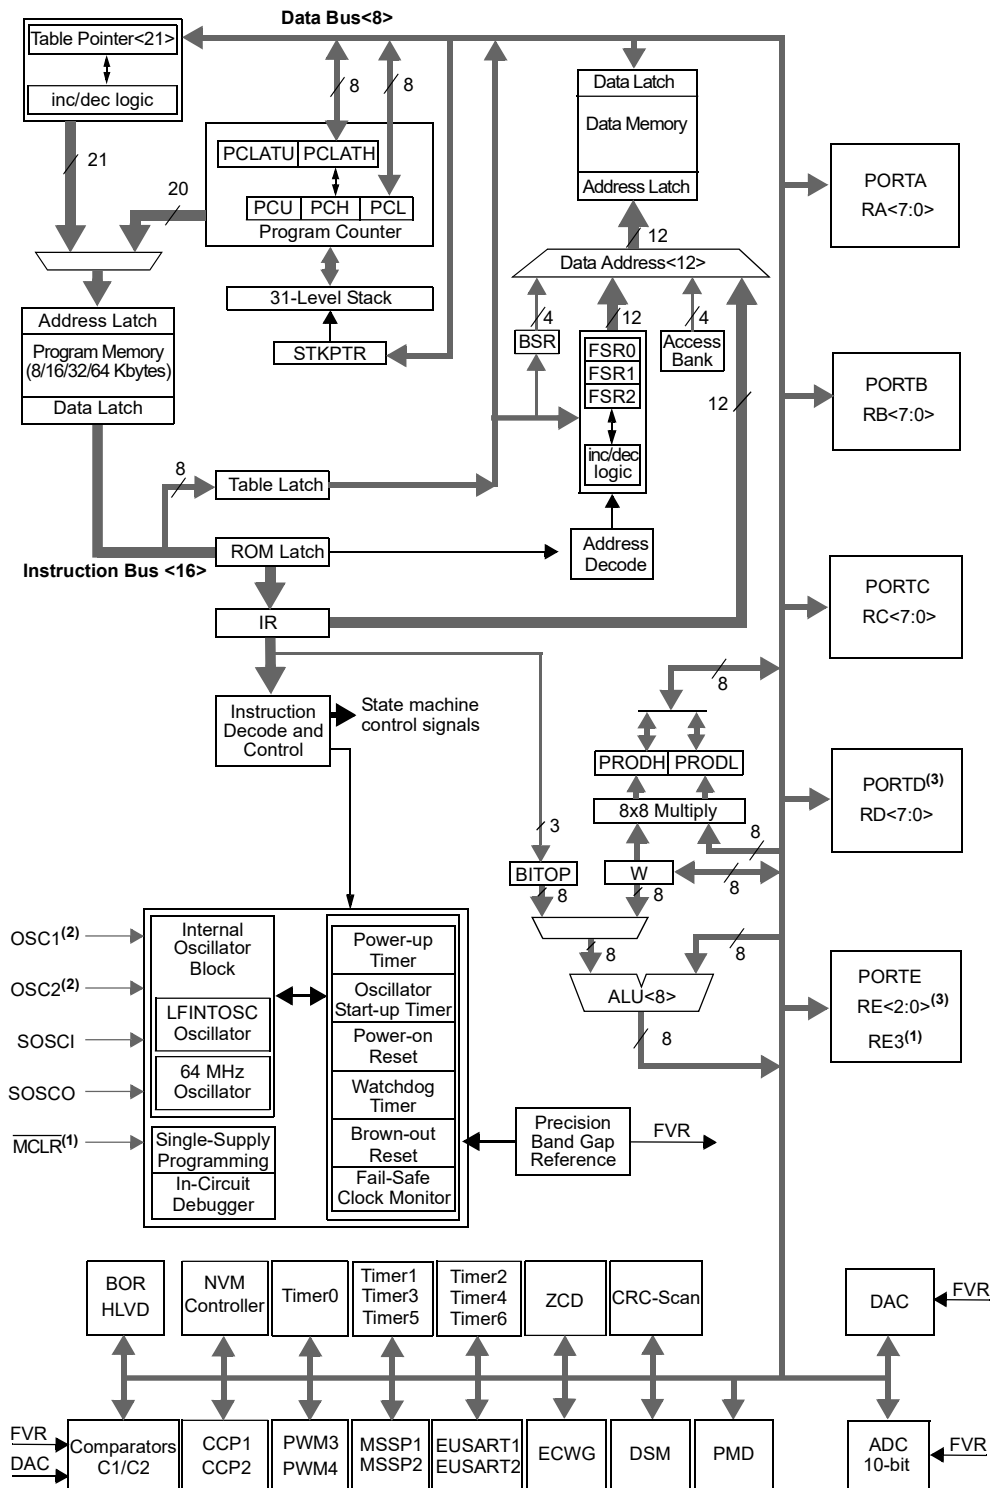 Data Bus<8>
Table Pointer<21>
inc/dec logic
21
20
8
8
PCLATU PCLATH
PCU PCH PCL
Program Counter
31-Level Stack
STKPTR
Data Latch
Data Memory
Address Latch
12
Data Address<12>
4
12
4
BSR
FSR0
FSR1
FSR2
inc/dec
logic
Access
Bank
12
Address
Decode
Address Latch
Program Memory
(8/16/32/64 Kbytes)
Data Latch
8
Table Latch
ROM Latch
Instruction Bus <16>
IR
Instruction
Decode and
Control
State machine
control signals
8
PRODH PRODL
8x8 Multiply
3
8
BITOP
W
8
8
8
8
8
ALU<8>
8
PORTA
RA<7:0>
PORTB
RB<7:0>
PORTC
RC<7:0>
PORTD(3)
RD<7:0>
PORTE
RE<2:0>(3)
RE3(1)
OSC1(2)
OSC2(2)
SOSCI
SOSCO
MCLR(1)
Internal
Oscillator
Block
LFINTOSC
Oscillator
64 MHz
Oscillator
Single-Supply
Programming
In-Circuit
Debugger
Power-up
Timer
Oscillator
Start-up Timer
Power-on
Reset
Watchdog
Timer
Brown-out
Reset
Fail-Safe
Clock Monitor
Precision
Band Gap
Reference
FVR
BOR
HLVD
NVM
Controller
Timer0
Timer1
Timer3
Timer5
Timer2
Timer4
Timer6
ZCD
CRC-Scan
DAC
FVR
FVR
DAC
Comparators
C1/C2
CCP1
CCP2
PWM3
PWM4
MSSP1
MSSP2
EUSART1
EUSART2
ECWG
DSM
PMD
ADC
10-bit
FVR